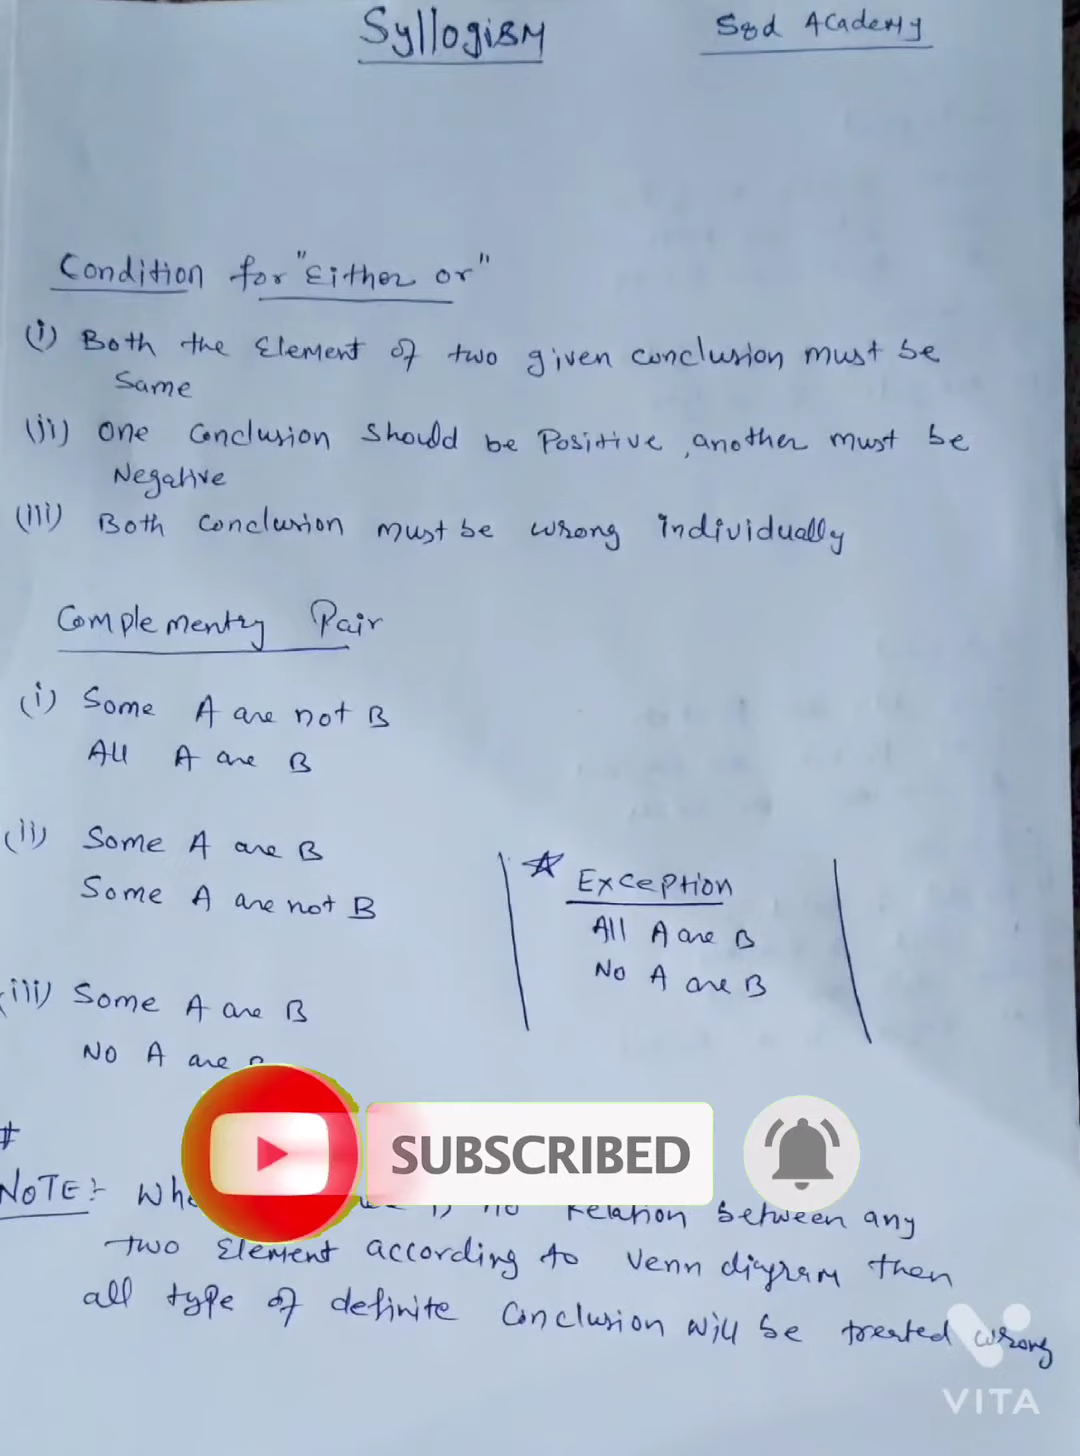 Syllogism
Sgd Academy
Condition for "Either or"
(i) Both the Element of two given conclusion must be
Same
(ii) One Conclusion Should be Positive, another must be
Negative
(iii) Both Conclusion must be wrong individually
Complementry Pair
(i) Some A are not B
All A are B
(ii) Some A are B
Some A are not B
Exception
All A are B
No A are B
(iii) Some A are B
No A are
SUBSCRIBED
#
NOTE:- no relation between any
two Element according to Venn diagram then
all type of definite Conclusion will be treated wrong
VITA